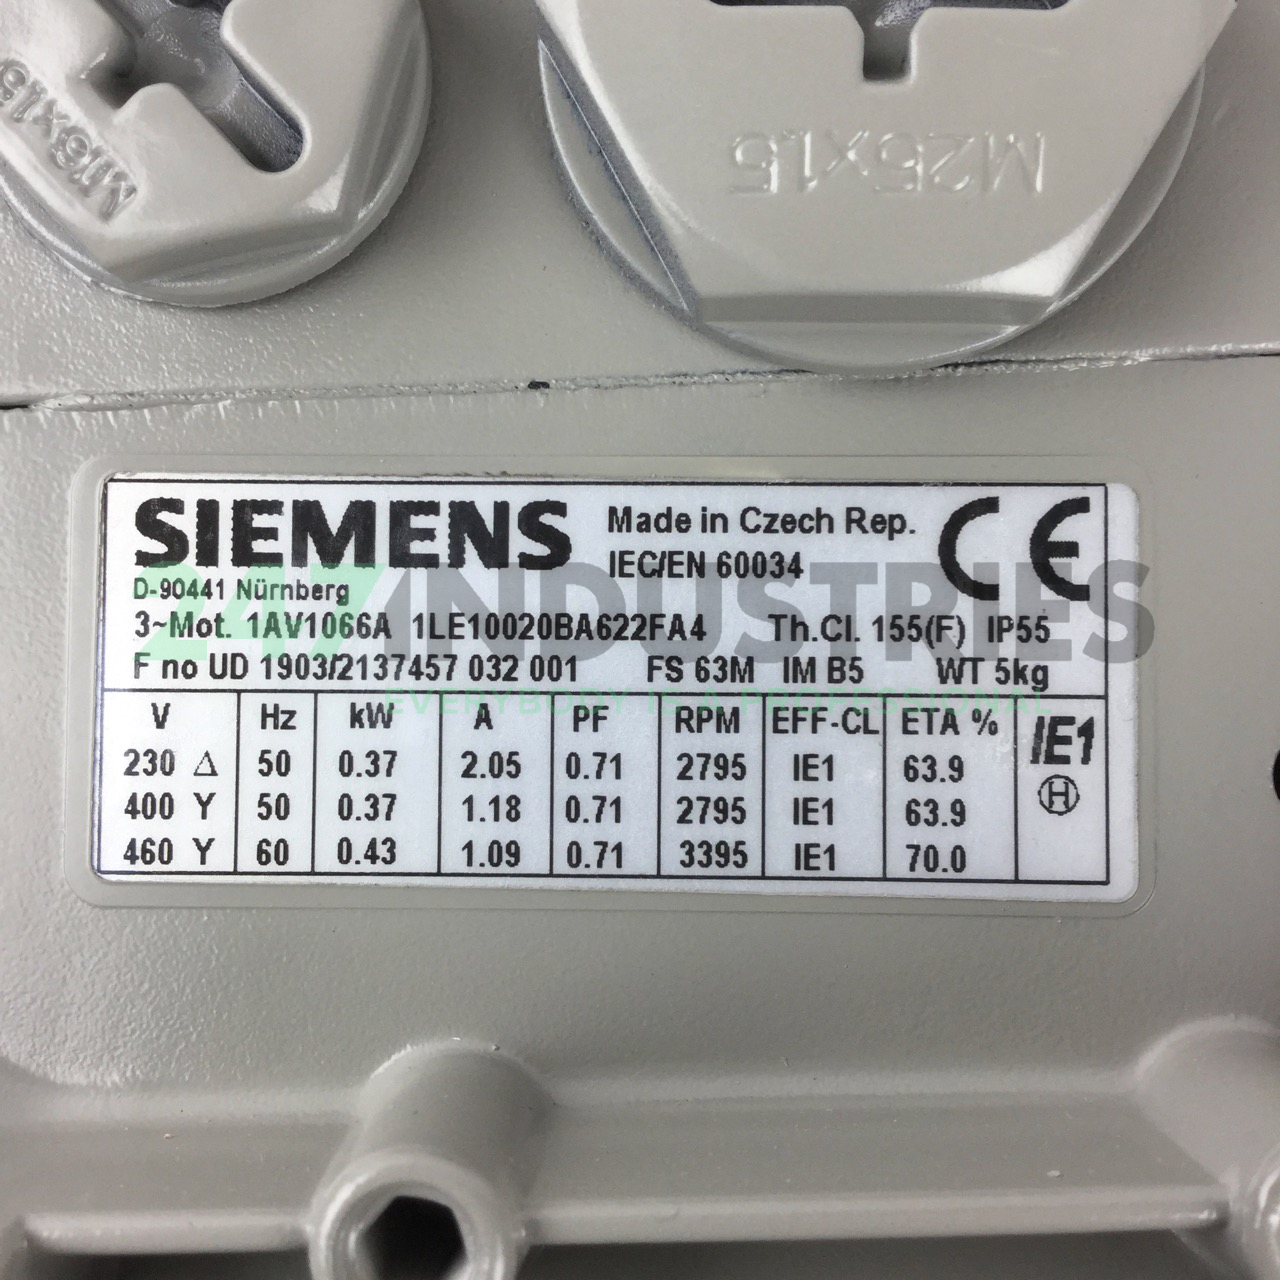 M16x1.5
M25x1.5
SIEMENS
Made in Czech Rep.
IEC/EN 60034
CE
D-90441 Nürnberg
247INDUSTRIES
3~Mot. 1AV1066A 1LE10020BA622FA4 Th.Cl. 155(F) IP55
F no UD 1903/2137457 032 001 FS 63M IM B5 WT 5kg
EVERYBODY IS A PROFESSIONAL
V Hz kW A PF RPM EFF-CL ETA % IE1
230 Δ 50 0.37 2.05 0.71 2795 IE1 63.9
H
400 Y 50 0.37 1.18 0.71 2795 IE1 63.9
460 Y 60 0.43 1.09 0.71 3395 IE1 70.0